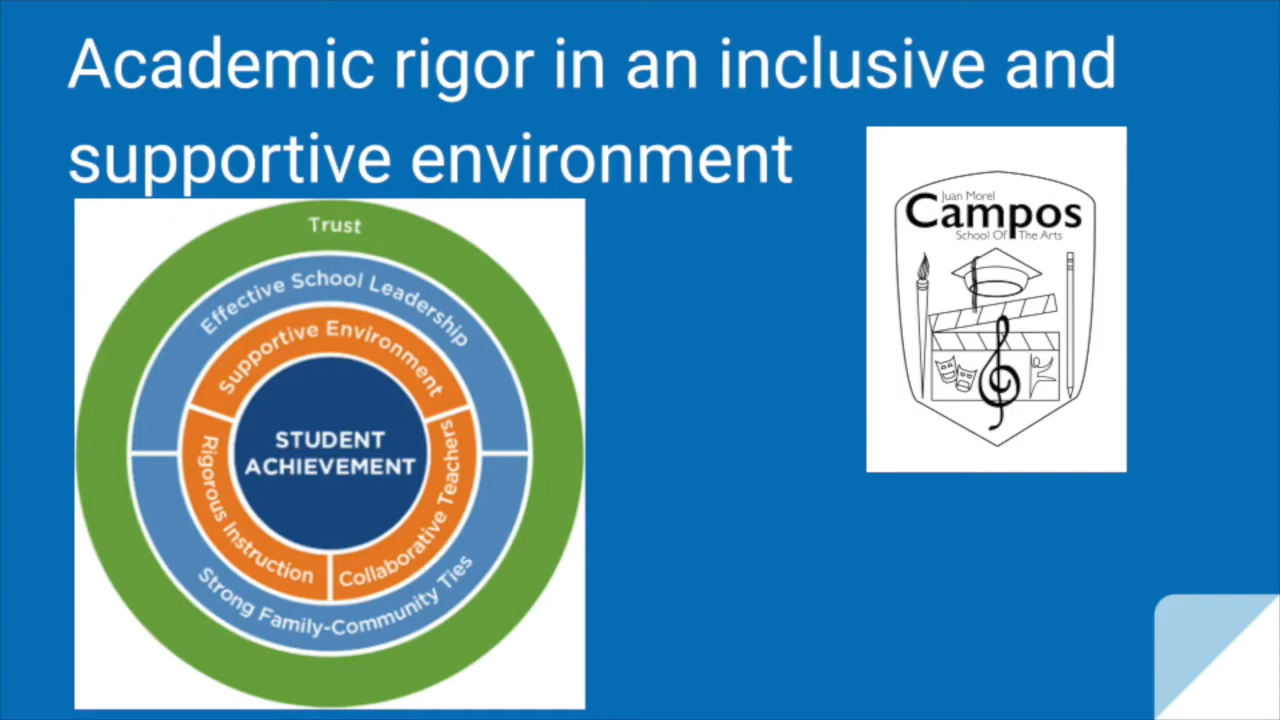 Academic rigor in an inclusive and
supportive environment
Trust
Effective School Leadership
Supportive Environment
STUDENT
ACHIEVEMENT
Rigorous Instruction
Collaborative Teachers
Strong Family-Community Ties
Juan Morel
Campos
School Of The Arts